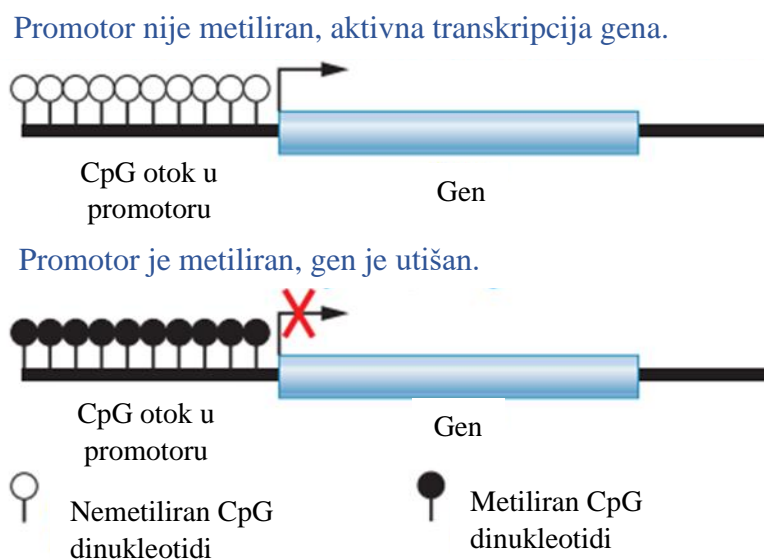 Promotor nije metiliran, aktivna transkripcija gena.
CpG otok u
promotoru
Gen
Promotor je metiliran, gen je utišan.
CpG otok u
promotoru
Gen
Nemetiliran CpG
dinukleotidi
Metiliran CpG
dinukleotidi